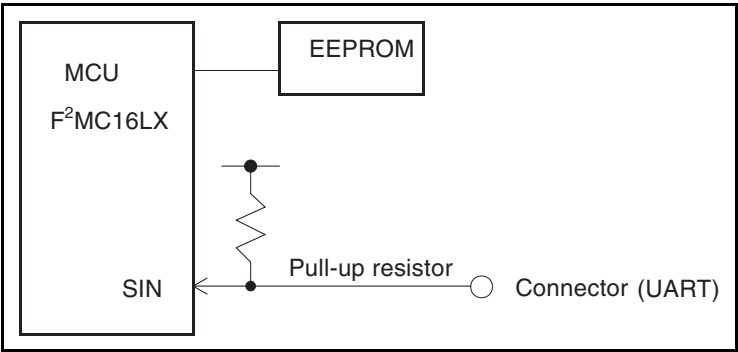 EEPROM
MCU
F²MC16LX
Pull-up resistor
SIN
Connector (UART)